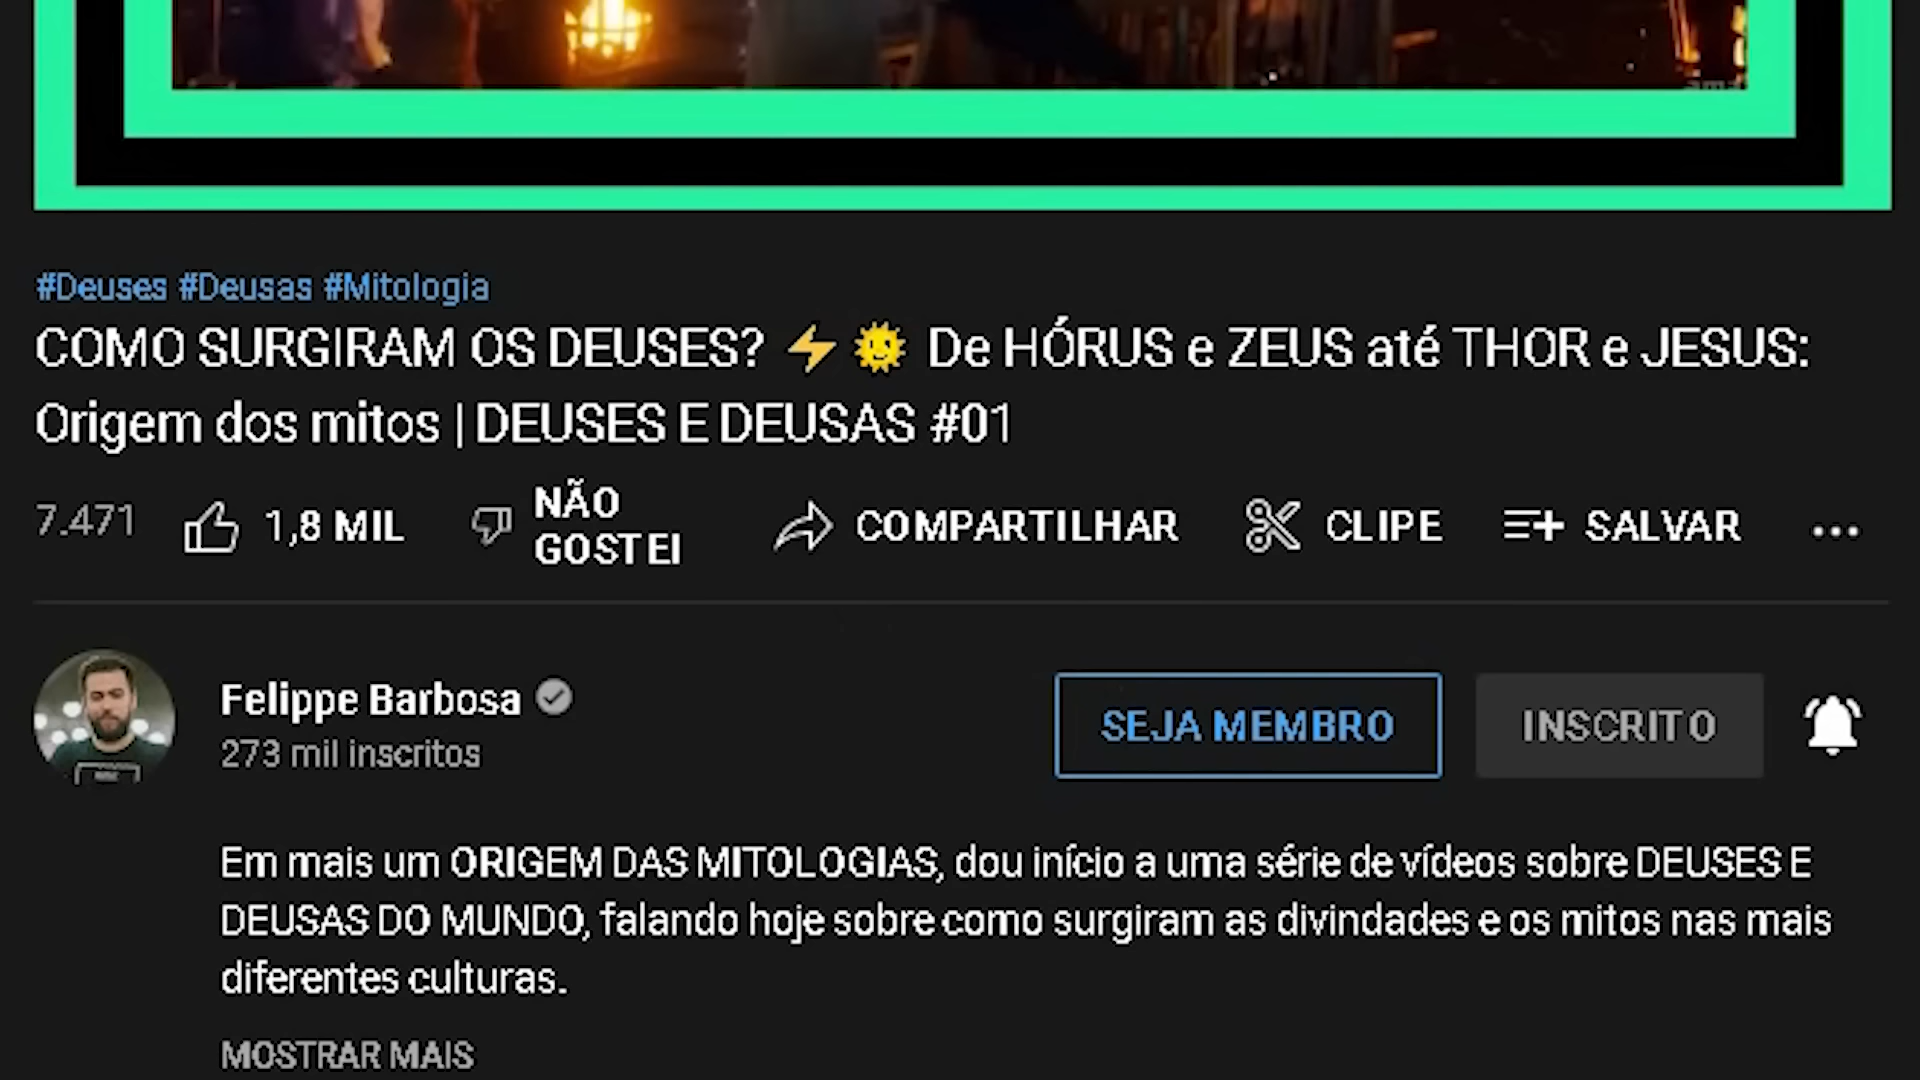 #Deuses #Deusas #Mitologia
COMO SURGIRAM OS DEUSES? ⚡🌞 De HÓRUS e ZEUS até THOR e JESUS:
Origem dos mitos | DEUSES E DEUSAS #01
7.471 1,8 MIL NÃO GOSTEI COMPARTILHAR CLIPE SALVAR ...
Felippe Barbosa
273 mil inscritos
SEJA MEMBRO INSCRITO
Em mais um ORIGEM DAS MITOLOGIAS, dou início a uma série de vídeos sobre DEUSES E
DEUSAS DO MUNDO, falando hoje sobre como surgiram as divindades e os mitos nas mais
diferentes culturas.
MOSTRAR MAIS